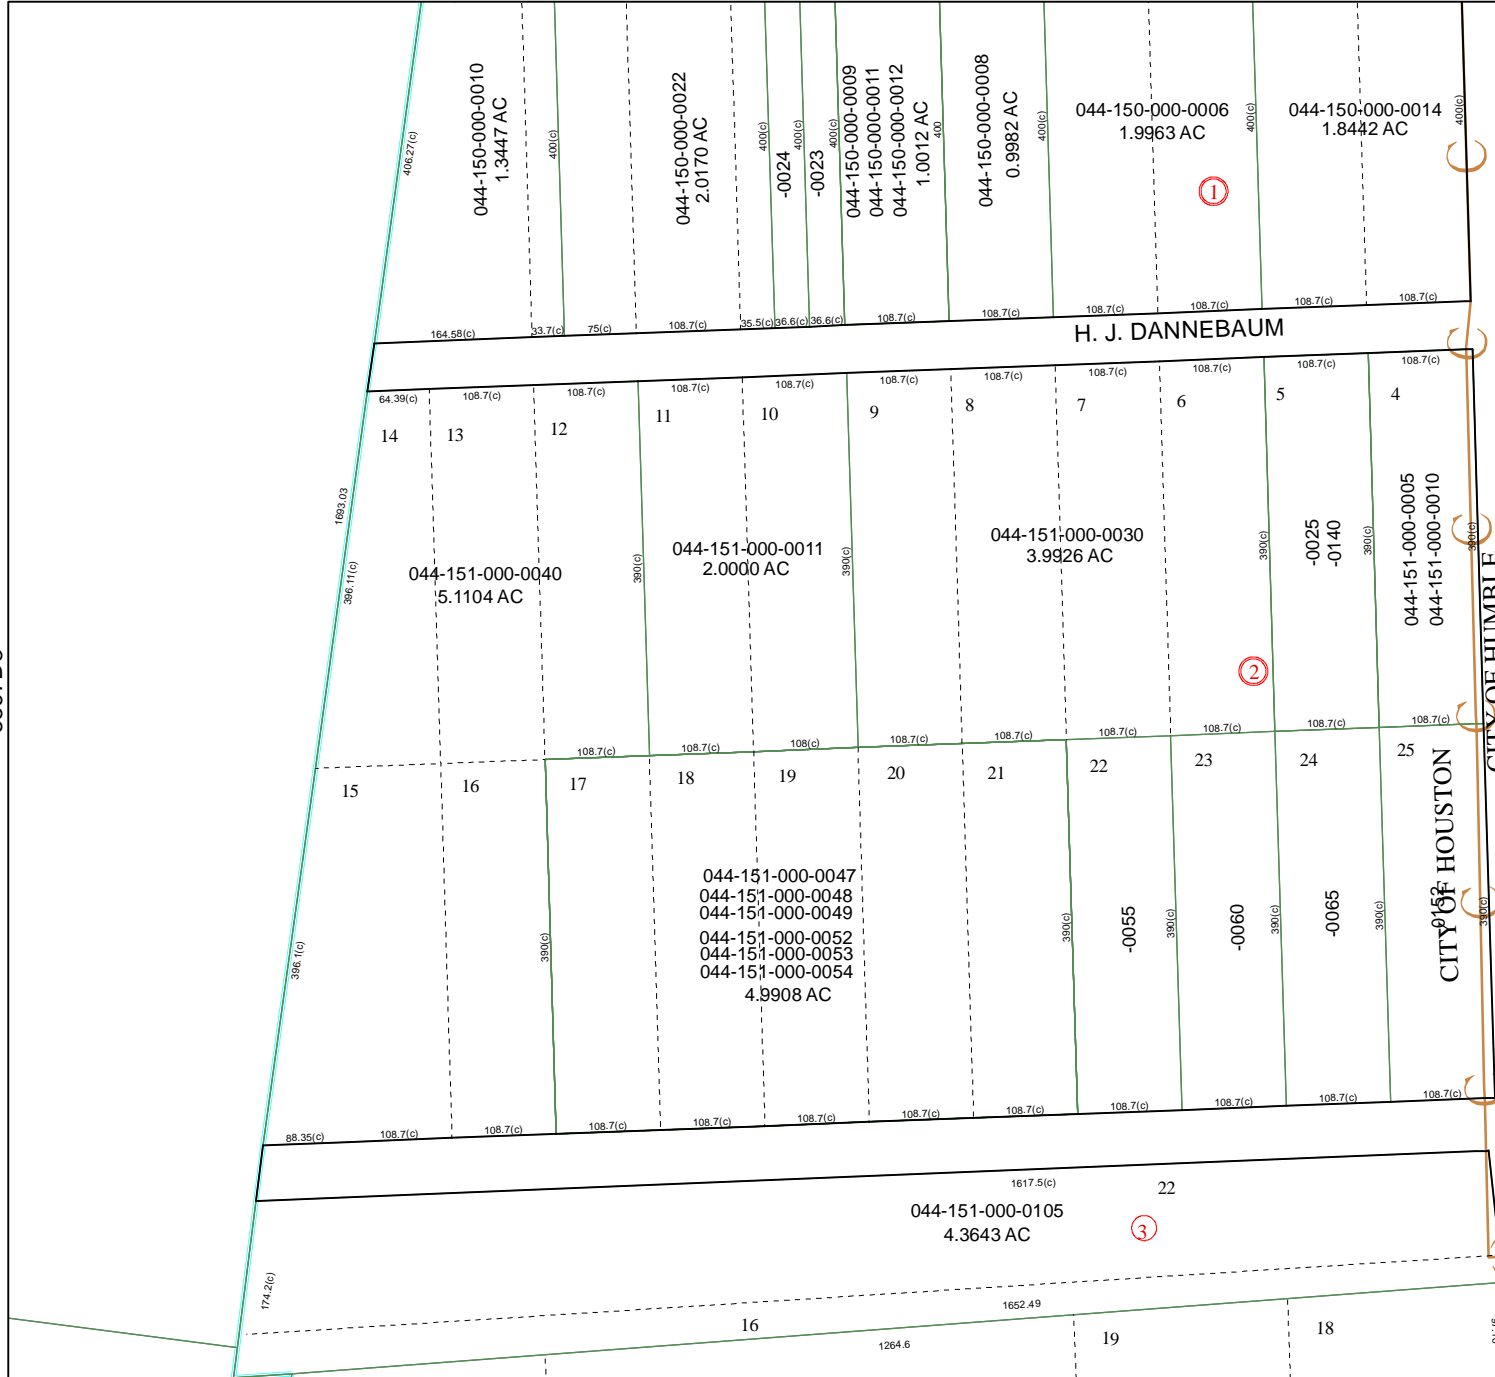 406.27(c)
044-150-000-0010
1.3447 AC
400(c)
044-150-000-0022
2.0170 AC
400(c)
-0024
400(c)
-0023
400(c)
044-150-000-0009
044-150-000-0011
044-150-000-0012
1.0012 AC
400
044-150-000-0008
0.9982 AC
400(c)
044-150-000-0006
1.9963 AC
400(c)
044-150-000-0014
1.8442 AC
400(c)
1
164.58(c)
33.7(c)
75(c)
108.7(c)
35.5(c)
36.6(c)
36.6(c)
108.7(c)
108.7(c)
108.7(c)
108.7(c)
108.7(c)
108.7(c)
H. J. DANNEBAUM
64.39(c)
108.7(c)
108.7(c)
108.7(c)
108.7(c)
108.7(c)
108.7(c)
108.7(c)
108.7(c)
108.7(c)
108.7(c)
14
13
12
11
10
9
8
7
6
5
4
1693.03
396.11(c)
044-151-000-0040
5.1104 AC
390(c)
044-151-000-0011
2.0000 AC
390(c)
044-151-000-0030
3.9926 AC
390(c)
-0025
-0140
390(c)
044-151-000-0005
044-151-000-0010
390(c)
CITY OF HUMBLE
2
108.7(c)
108.7(c)
108(c)
108.7(c)
108.7(c)
108.7(c)
108.7(c)
108.7(c)
108.7(c)
15
16
17
18
19
20
21
22
23
24
25
396.1(c)
390(c)
044-151-000-0047
044-151-000-0048
044-151-000-0049
044-151-000-0052
044-151-000-0053
044-151-000-0054
4.9908 AC
390(c)
-0055
390(c)
-0060
390(c)
-0065
390(c)
CITY OF HOUSTON
390(c)
88.35(c)
108.7(c)
108.7(c)
108.7(c)
108.7(c)
108.7(c)
108.7(c)
108.7(c)
108.7(c)
108.7(c)
108.7(c)
108.7(c)
1617.5(c)
22
044-151-000-0105
4.3643 AC
3
174.2(c)
1652.49
16
1264.6
19
18